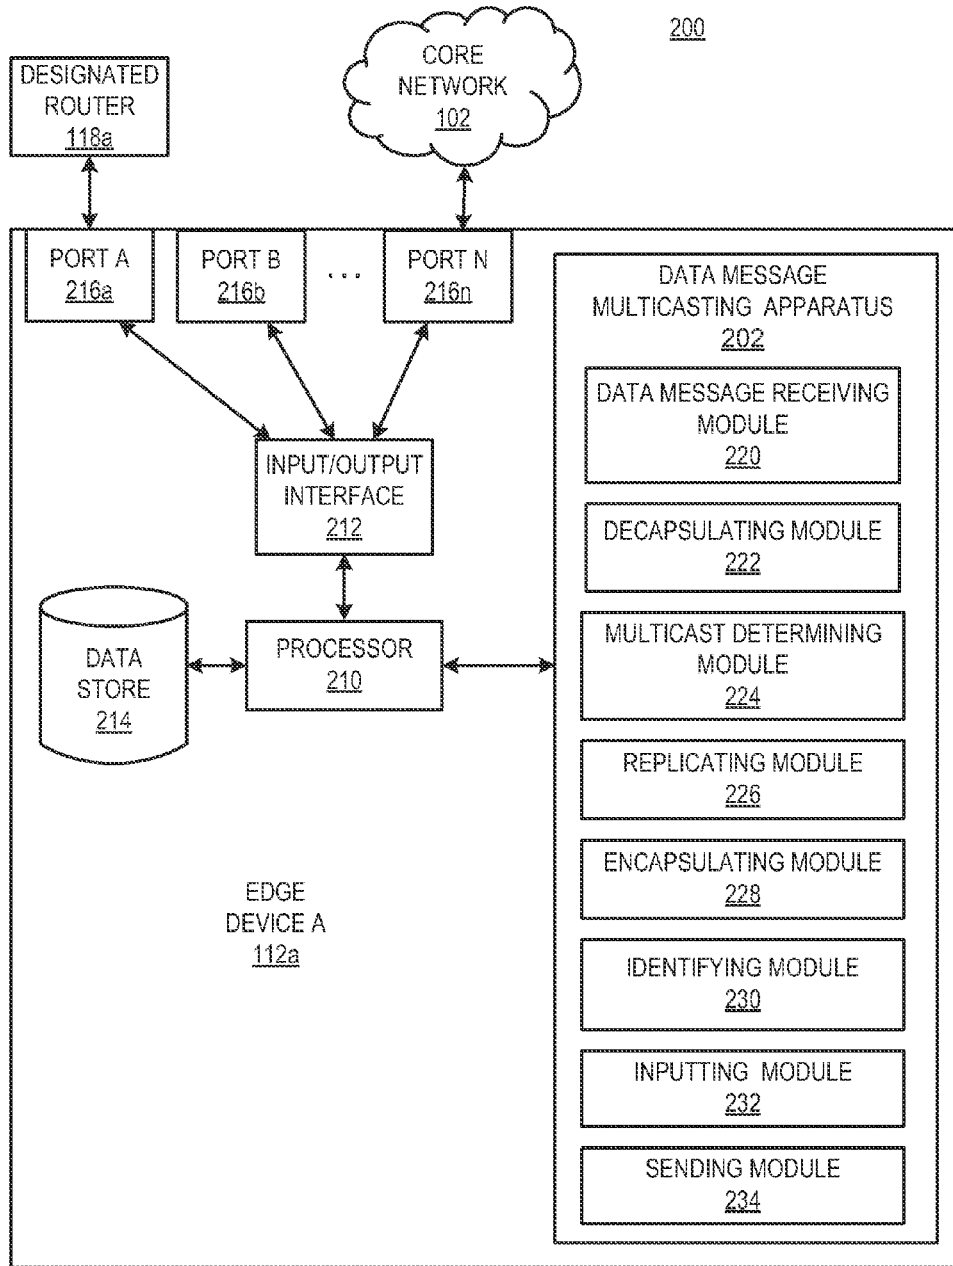 200
DESIGNATED
ROUTER
118a
CORE
NETWORK
102
PORT A
216a
PORT B
216b
...
PORT N
216n
DATA MESSAGE
MULTICASTING APPARATUS
202
DATA MESSAGE RECEIVING
MODULE
220
INPUT/OUTPUT
INTERFACE
212
DECAPSULATING MODULE
222
DATA
STORE
214
PROCESSOR
210
MULTICAST DETERMINING
MODULE
224
REPLICATING MODULE
226
ENCAPSULATING MODULE
228
EDGE
DEVICE A
112a
IDENTIFYING MODULE
230
INPUTTING MODULE
232
SENDING MODULE
234